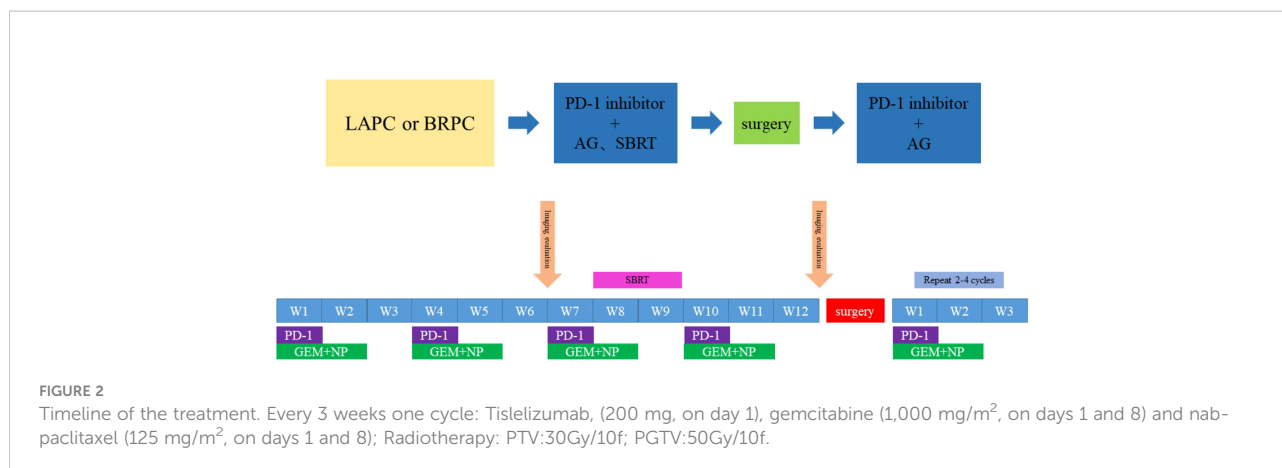 LAPC or BRPC
PD-1 inhibitor
+
AG、SBRT
surgery
PD-1 inhibitor
+
AG
Imaging evaluation
Imaging evaluation
SBRT
Repeat 2-4 cycles
W1 W2 W3 W4 W5 W6 W7 W8 W9 W10 W11 W12 surgery W1 W2 W3
PD-1 PD-1 PD-1 PD-1 PD-1
GEM+NP GEM+NP GEM+NP GEM+NP GEM+NP
FIGURE 2
Timeline of the treatment. Every 3 weeks one cycle: Tislelizumab, (200 mg, on day 1), gemcitabine (1,000 mg/m², on days 1 and 8) and nab-
paclitaxel (125 mg/m², on days 1 and 8); Radiotherapy: PTV:30Gy/10f; PGTV:50Gy/10f.